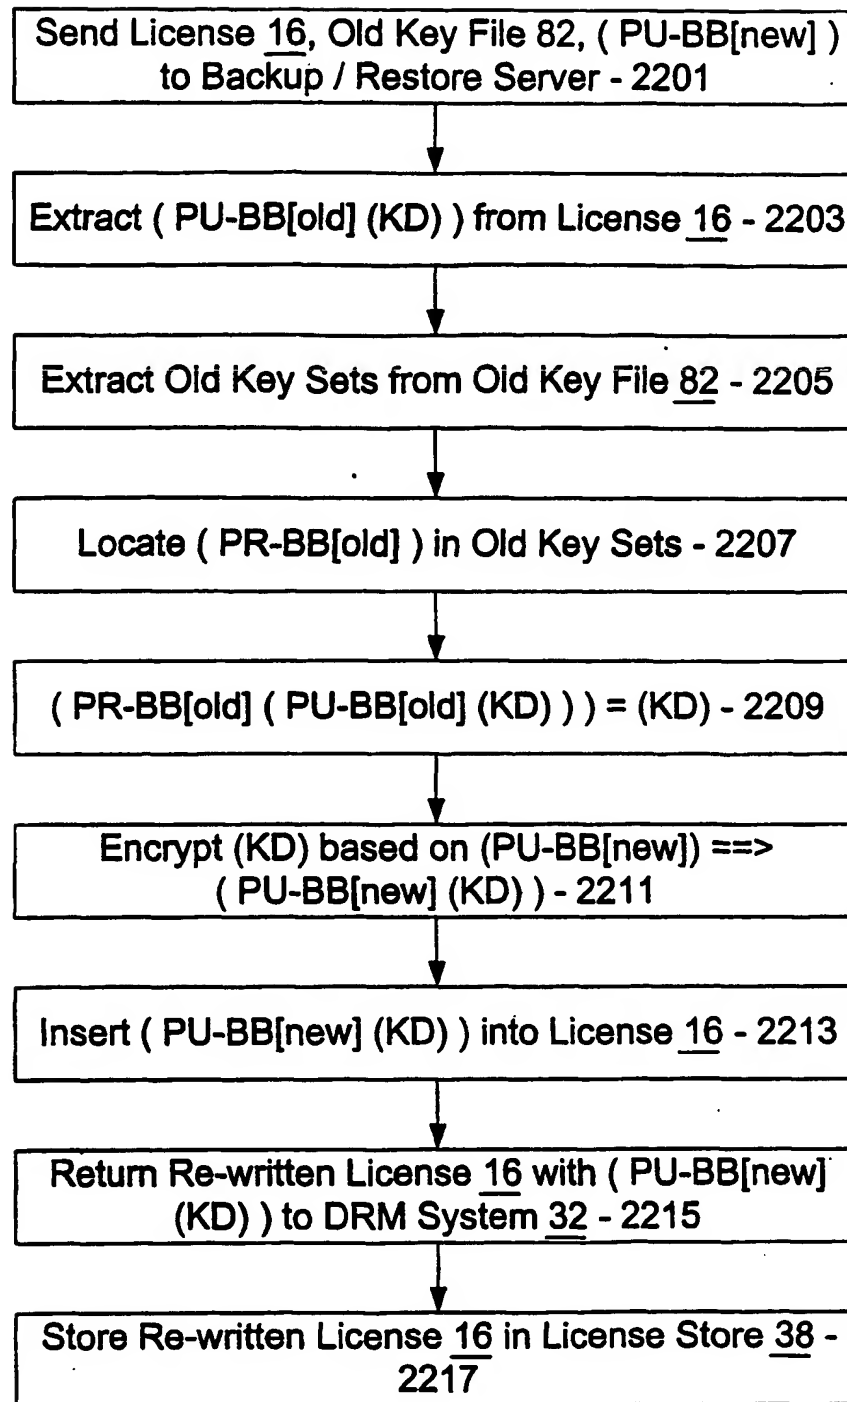 Send License 16, Old Key File 82, ( PU-BB[new] )
to Backup / Restore Server - 2201
Extract ( PU-BB[old] (KD) ) from License 16 - 2203
Extract Old Key Sets from Old Key File 82 - 2205
Locate ( PR-BB[old] ) in Old Key Sets - 2207
( PR-BB[old] ( PU-BB[old] (KD) ) ) = (KD) - 2209
Encrypt (KD) based on (PU-BB[new]) ==>
( PU-BB[new] (KD) ) - 2211
Insert ( PU-BB[new] (KD) ) into License 16 - 2213
Return Re-written License 16 with ( PU-BB[new]
(KD) ) to DRM System 32 - 2215
Store Re-written License 16 in License Store 38 -
2217